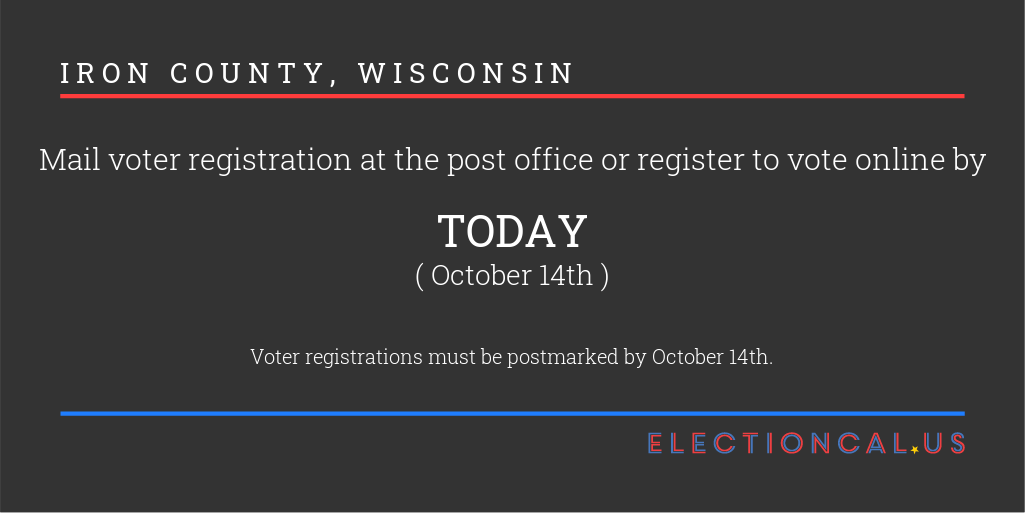 IRON COUNTY, WISCONSIN
Mail voter registration at the post office or register to vote online by
TODAY
( October 14th )
Voter registrations must be postmarked by October 14th.
ELECTIONCAL.US